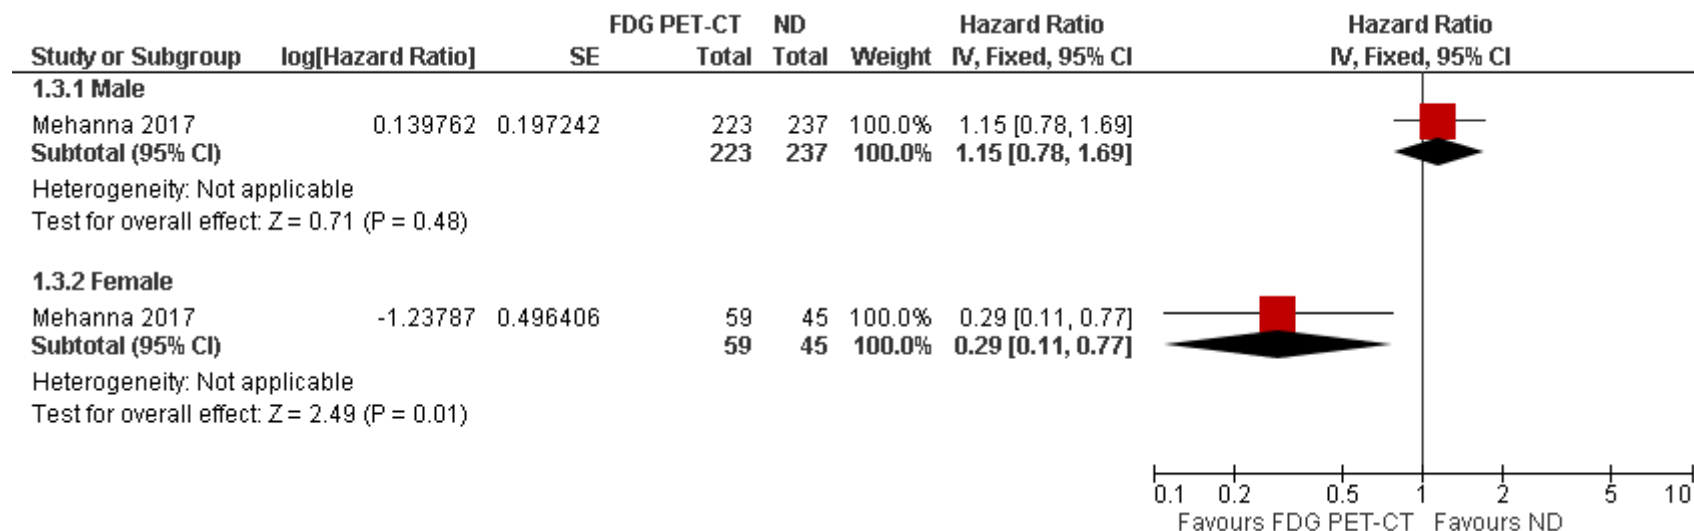 FDG PET-CT ND Hazard Ratio Hazard Ratio
Study or Subgroup log[Hazard Ratio] SE Total Total Weight IV, Fixed, 95% CI IV, Fixed, 95% CI
1.3.1 Male
Mehanna 2017 0.139762 0.197242 223 237 100.0% 1.15 [0.78, 1.69]
Subtotal (95% CI) 223 237 100.0% 1.15 [0.78, 1.69]
Heterogeneity: Not applicable
Test for overall effect: Z = 0.71 (P = 0.48)
1.3.2 Female
Mehanna 2017 -1.23787 0.496406 59 45 100.0% 0.29 [0.11, 0.77]
Subtotal (95% CI) 59 45 100.0% 0.29 [0.11, 0.77]
Heterogeneity: Not applicable
Test for overall effect: Z = 2.49 (P = 0.01)
0.1 0.2 0.5 1 2 5 10
Favours FDG PET-CT Favours ND